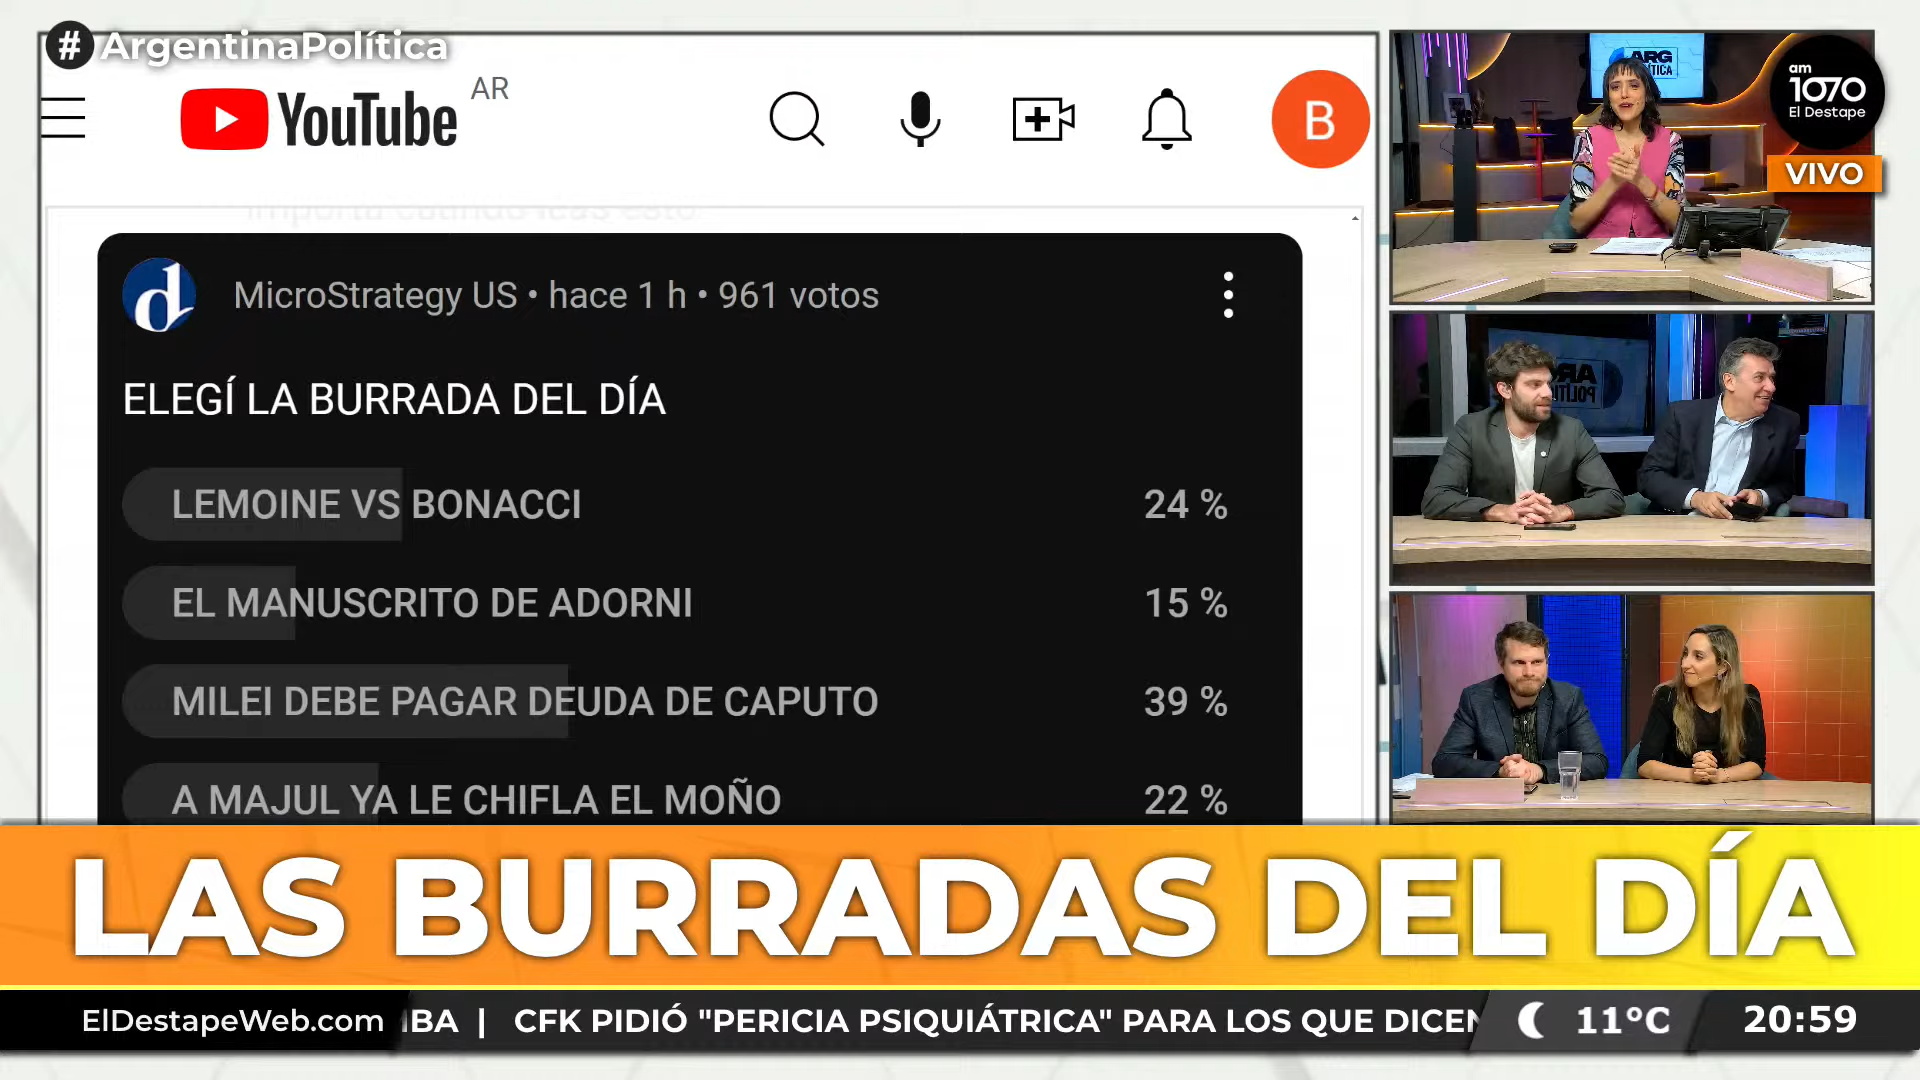 # ArgentinaPolítica
YouTube AR
B
MicroStrategy US • hace 1 h • 961 votos
ELEGÍ LA BURRADA DEL DÍA
LEMOINE VS BONACCI 24 %
EL MANUSCRITO DE ADORNI 15 %
MILEI DEBE PAGAR DEUDA DE CAPUTO 39 %
A MAJUL YA LE CHIFLA EL MOÑO 22 %
am
1070
El Destape
VIVO
LAS BURRADAS DEL DÍA
ElDestapeWeb.com
IBA | CFK PIDIÓ "PERICIA PSIQUIÁTRICA" PARA LOS QUE DICEN
11°C
20:59